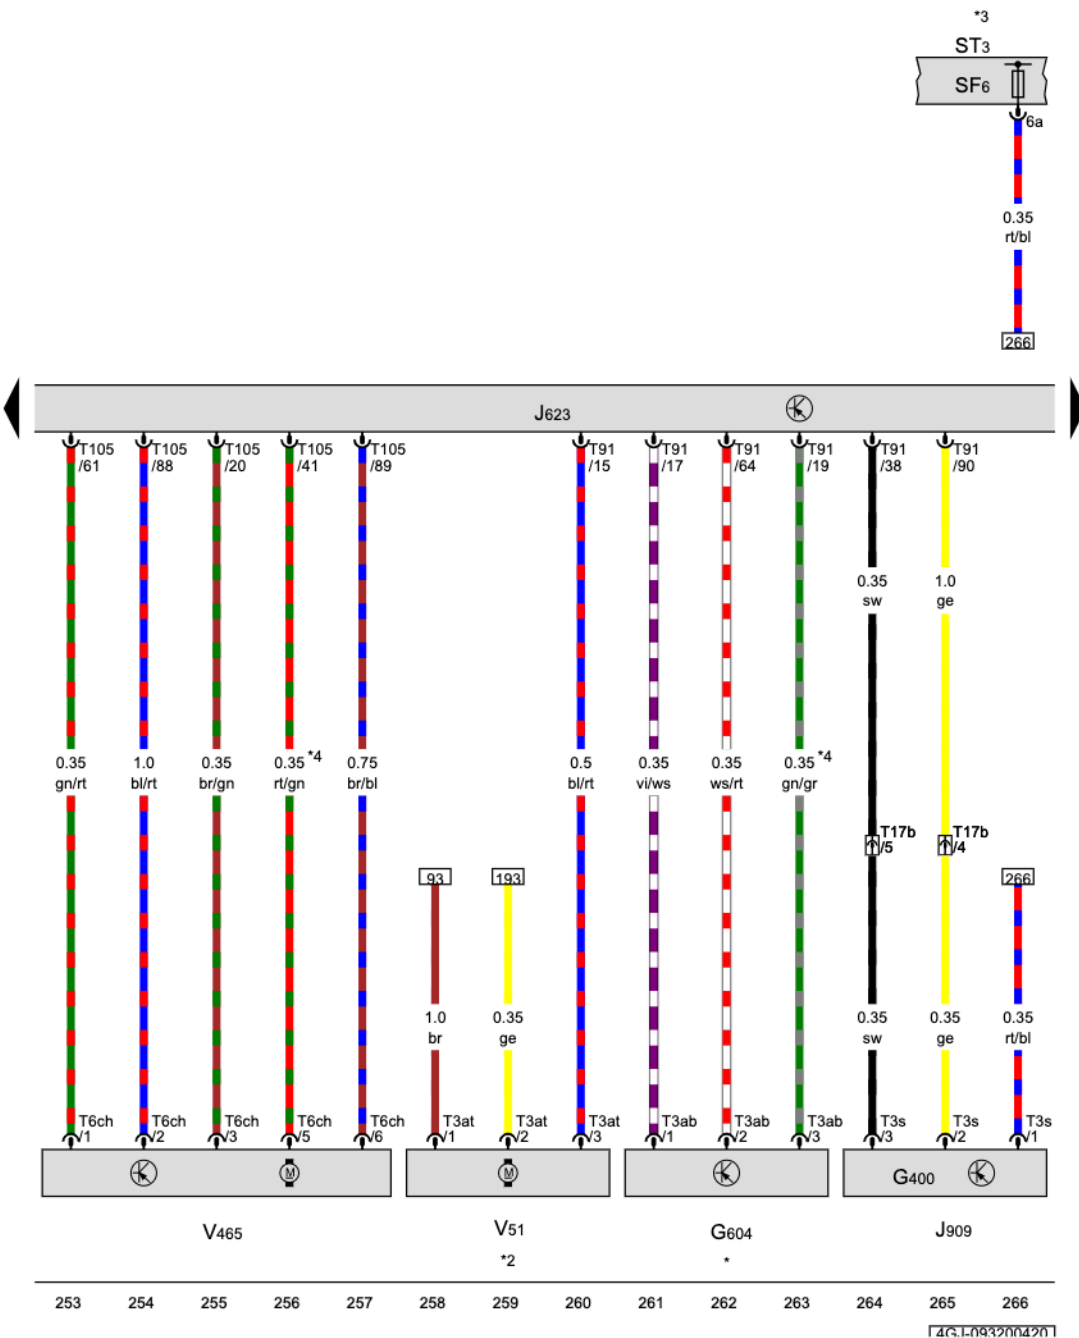 *3
ST3
SF6
6a
0.35
rt/bl
266
J623
T105 T105 T105 T105 T105 T91 T91 T91 T91 T91 T91
/61 /88 /20 /41 /89 /15 /17 /64 /19 /38 /90
0.35 1.0
sw ge
0.35 1.0 0.35 0.35 *4 0.75 0.5 0.35 0.35 0.35 *4
gn/rt bl/rt br/gn rt/gn br/bl bl/rt vi/ws ws/rt gn/gr
T17b T17b
/5 /4
93 193 266
1.0 0.35 0.35 0.35 0.35
br ge sw ge rt/bl
T6ch T6ch T6ch T6ch T6ch T3at T3at T3at T3ab T3ab T3ab T3s T3s T3s
/1 /2 /3 /5 /6 /1 /2 /3 /1 /2 /3 /3 /2 /1
M M G400
V465 V51 G604 J909
*2 *
253 254 255 256 257 258 259 260 261 262 263 264 265 266
4GJ-093200420